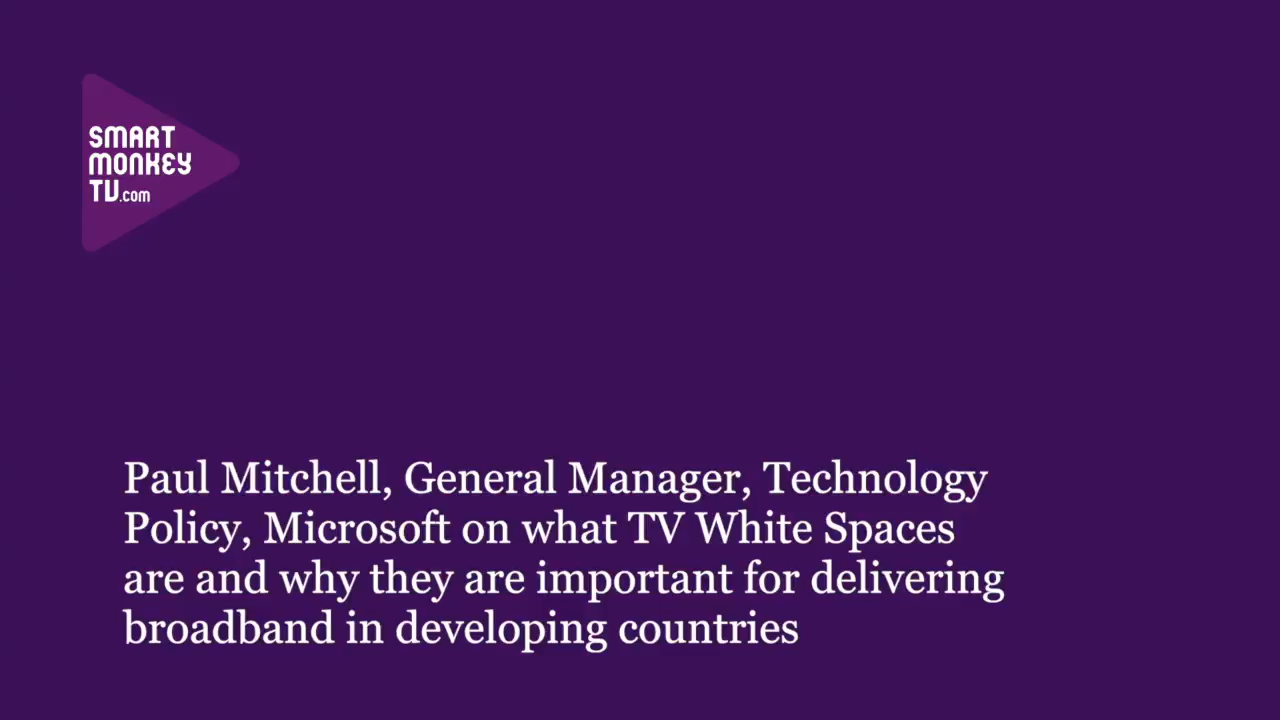 SMART
MONKEY
TV.com
Paul Mitchell, General Manager, Technology
Policy, Microsoft on what TV White Spaces
are and why they are important for delivering
broadband in developing countries